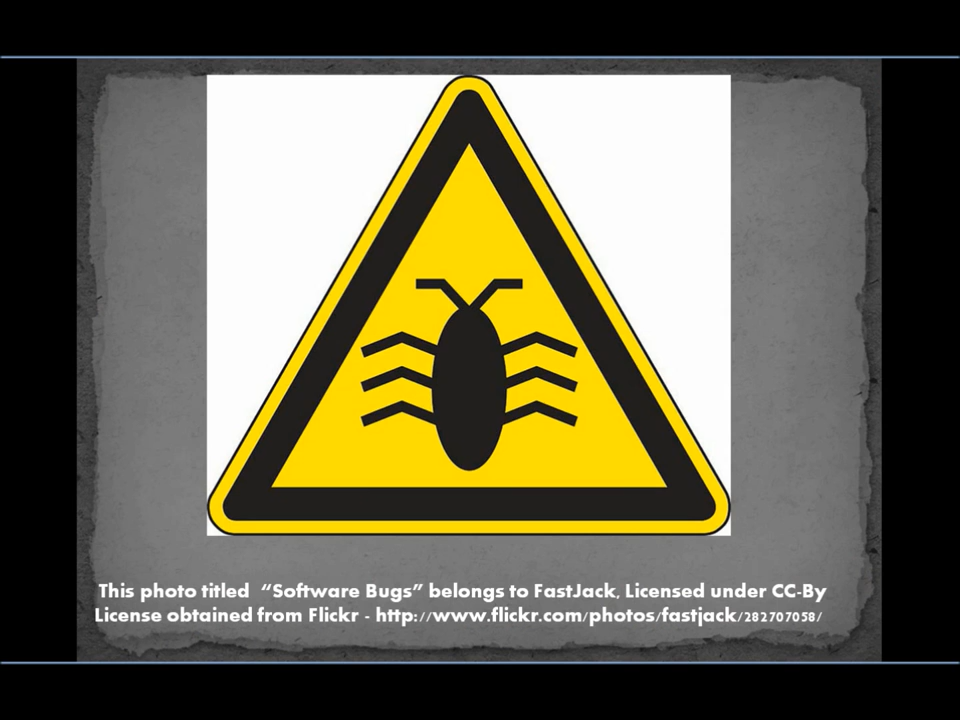 This photo titled “Software Bugs” belongs to FastJack, Licensed under CC-By
License obtained from Flickr - http://www.flickr.com/photos/fastjack/282707058/